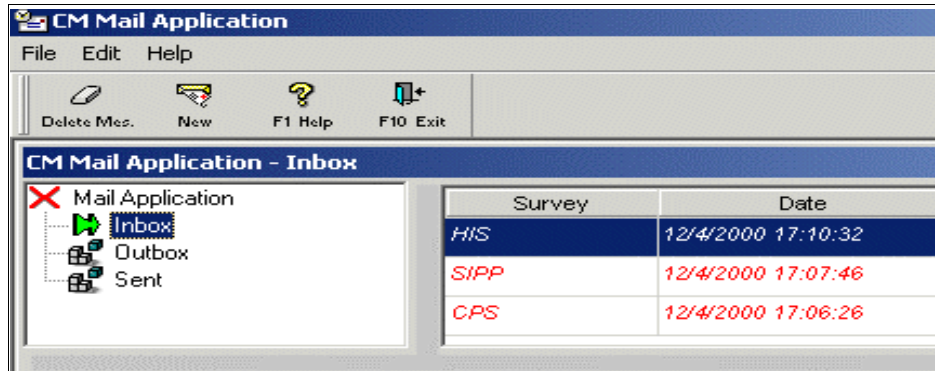 CM Mail Application
File Edit Help
Delete Mes. New F1 Help F10 Exit
CM Mail Application - Inbox
Mail Application
Inbox
Outbox
Sent
Survey Date
HIS 12/4/2000 17:10:32
SIPP 12/4/2000 17:07:46
CPS 12/4/2000 17:06:26